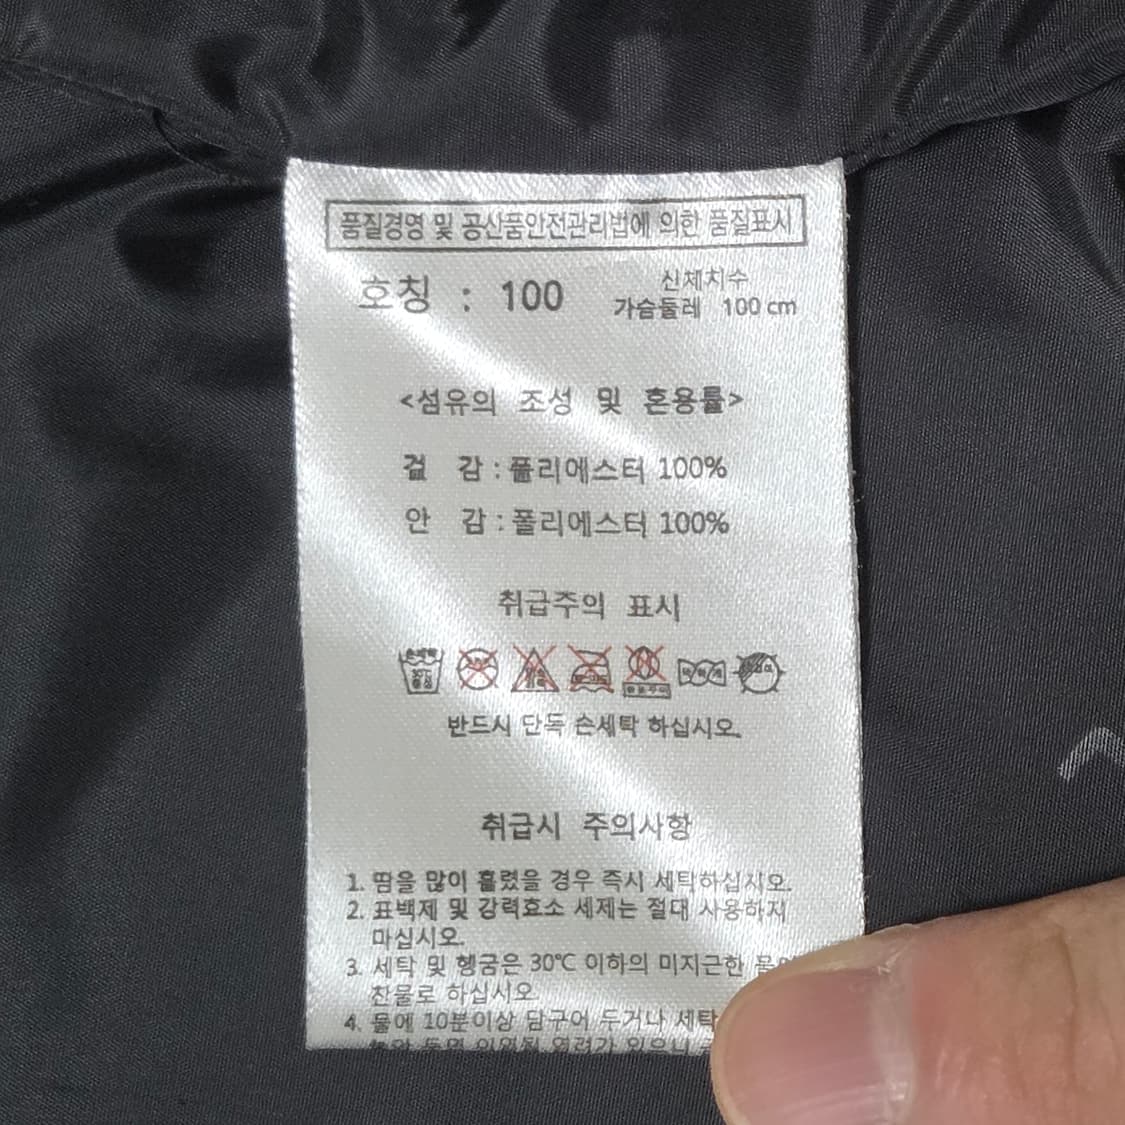 품질경영 및 공산품안전관리법에 의한 품질표시
호칭 : 100
신체치수
가슴둘레 100 cm
<섬유의 조성 및 혼용률>
겉 감 : 폴리에스터 100%
안 감 : 폴리에스터 100%
취급주의 표시
손세탁
30℃
중성
반드시 단독 손세탁 하십시오.
취급시 주의사항
1. 땀을 많이 흘렸을 경우 즉시 세탁하십시오.
2. 표백제 및 강력효소 세제는 절대 사용하지
마십시오.
3. 세탁 및 헹굼은 30℃ 이하의 미지근한
찬물로 하십시오
4. 물에 10분이상 담구어 두거나 세탁